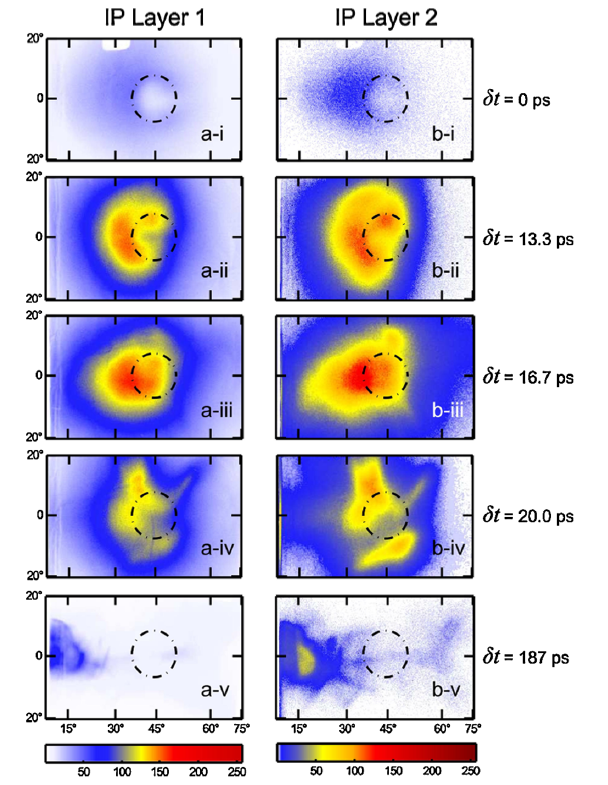 IP Layer 1 IP Layer 2
20°
0
20°
a-i b-i δt = 0 ps
20°
0
20°
a-ii b-ii δt = 13.3 ps
20°
0
20°
a-iii b-iii δt = 16.7 ps
20°
0
20°
a-iv b-iv δt = 20.0 ps
20°
0
20°
a-v b-v δt = 187 ps
15° 30° 45° 60° 75° 15° 30° 45° 60° 75°
50 100 150 200 250 50 100 150 200 250